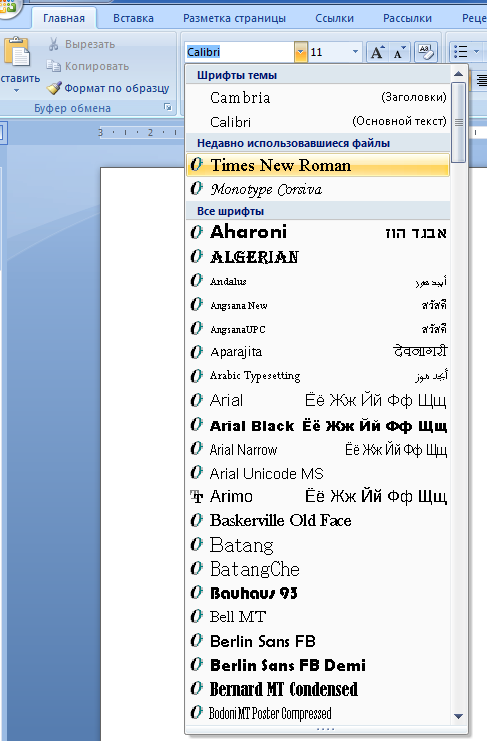 Главная Вставка Разметка страницы Ссылки Рассылки Реце
Вырезать
Копировать
ставить
Формат по образцу
Буфер обмена
Calibri 11
3 2
Шрифты темы
Cambria (Заголовки)
Calibri (Основной текст)
Недавно использовавшиеся файлы
Times New Roman
Monotype Corsiva
Все шрифты
Aharoni אבגד הוז
ALGERIAN
Andalus أبجد هوز
Angsana New สวัสดี
AngsanaUPC สวัสดี
Aparajita देवनागरी
Arabic Typesetting أبجد هوز
Arial Ёё Жж Йй Фф Щщ
Arial Black Ёё Жж Йй Фф Щщ
Arial Narrow Ёё Жж Йй Фф Щщ
Arial Unicode MS
Arimo Ёё Жж Йй Фф Щщ
Baskerville Old Face
Batang
BatangChe
Bauhaus 93
Bell MT
Berlin Sans FB
Berlin Sans FB Demi
Bernard MT Condensed
Bodoni MT Poster Compressed